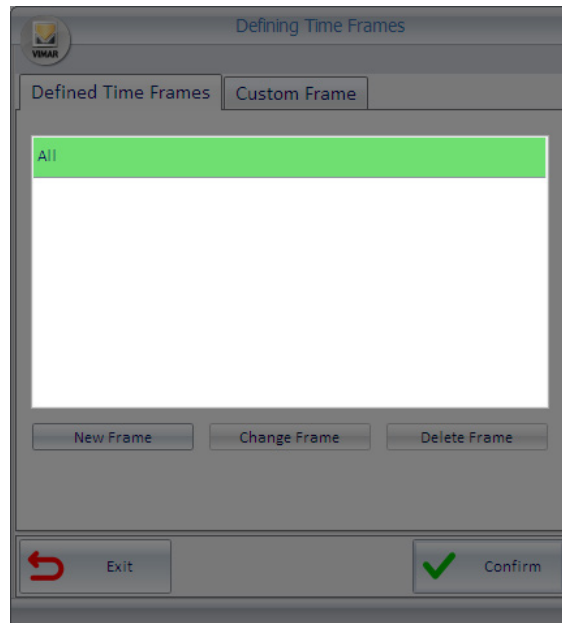 Defining Time Frames
VIMAR
Defined Time Frames Custom Frame
All
New Frame Change Frame Delete Frame
Exit Confirm